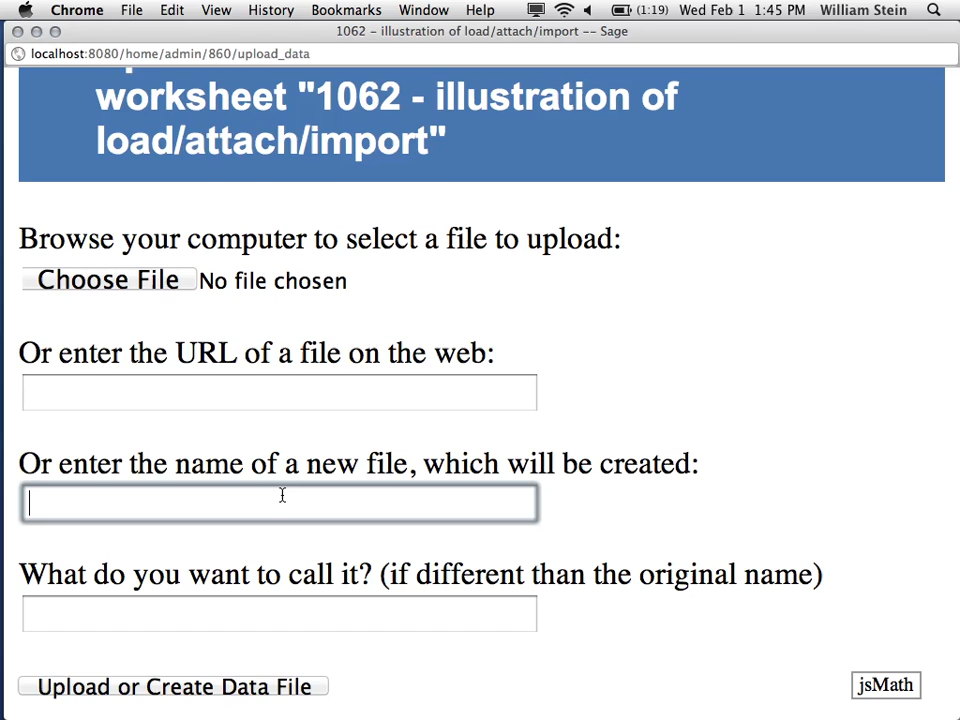 Chrome File Edit View History Bookmarks Window Help (1:19) Wed Feb 1 1:45 PM William Stein
1062 - illustration of load/attach/import -- Sage
localhost:8080/home/admin/860/upload_data
worksheet "1062 - illustration of
load/attach/import"
Browse your computer to select a file to upload:
Choose File No file chosen
Or enter the URL of a file on the web:
Or enter the name of a new file, which will be created:
What do you want to call it? (if different than the original name)
Upload or Create Data File
jsMath